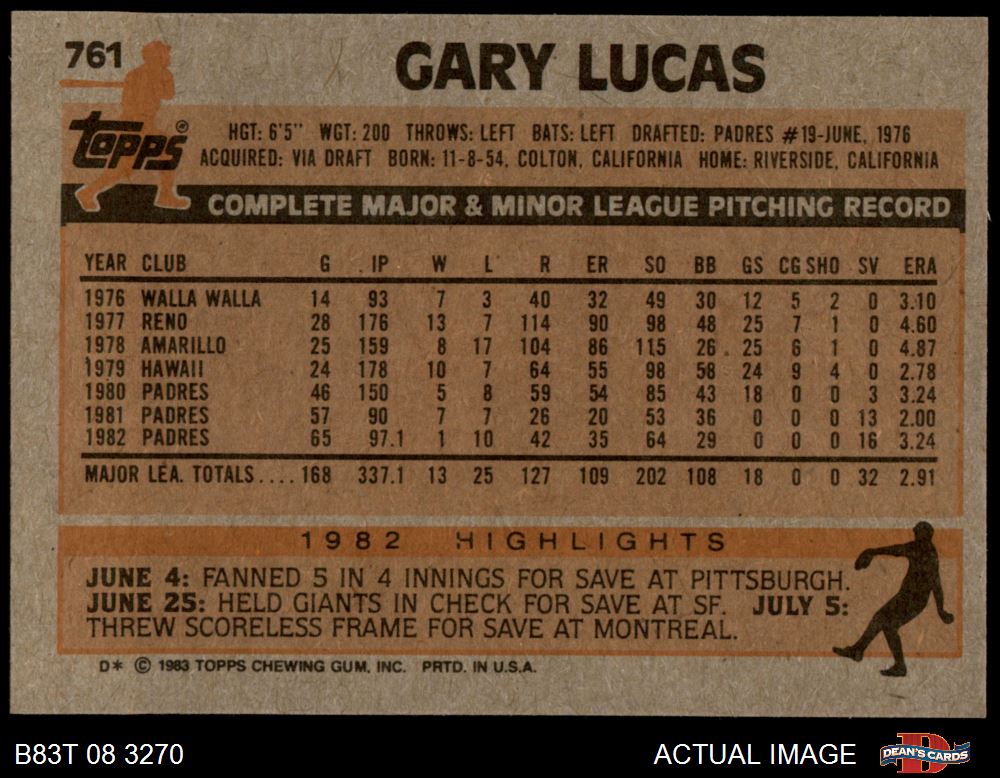 761
GARY LUCAS
topps®
HGT: 6'5" WGT: 200 THROWS: LEFT BATS: LEFT DRAFTED: PADRES #19-JUNE, 1976
ACQUIRED: VIA DRAFT BORN: 11-8-54, COLTON, CALIFORNIA HOME: RIVERSIDE, CALIFORNIA
COMPLETE MAJOR & MINOR LEAGUE PITCHING RECORD
YEAR CLUB G IP W L R ER SO BB GS CG SHO SV ERA
1976 WALLA WALLA 14 93 7 3 40 32 49 30 12 5 2 0 3.10
1977 RENO 28 176 13 7 114 90 98 48 25 7 1 0 4.60
1978 AMARILLO 25 159 8 17 104 86 115 26 25 6 1 0 4.87
1979 HAWAII 24 178 10 7 64 55 98 58 24 9 4 0 2.78
1980 PADRES 46 150 5 8 59 54 85 43 18 0 0 3 3.24
1981 PADRES 57 90 7 7 26 20 53 36 0 0 0 13 2.00
1982 PADRES 65 97.1 1 10 42 35 64 29 0 0 0 16 3.24
MAJOR LEA. TOTALS.... 168 337.1 13 25 127 109 202 108 18 0 0 32 2.91
1982 HIGHLIGHTS
JUNE 4: FANNED 5 IN 4 INNINGS FOR SAVE AT PITTSBURGH.
JUNE 25: HELD GIANTS IN CHECK FOR SAVE AT SF. JULY 5:
THREW SCORELESS FRAME FOR SAVE AT MONTREAL.
D* © 1983 TOPPS CHEWING GUM, INC. PRTD. IN U.S.A.
B83T 08 3270
ACTUAL IMAGE
DEAN'S CARDS